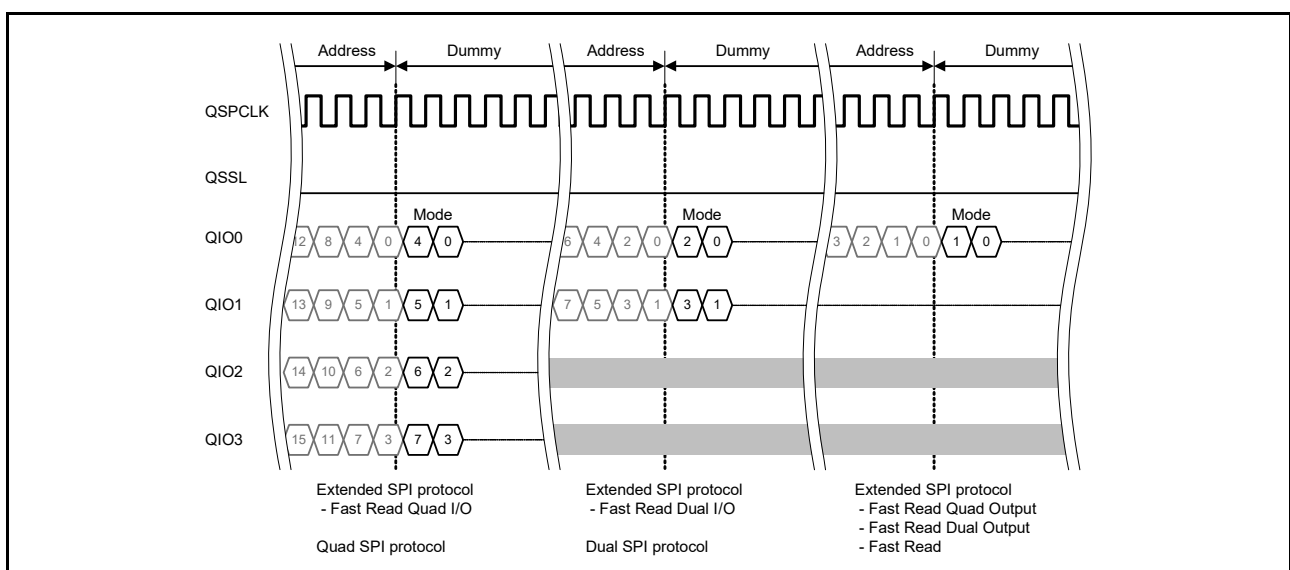 Address Dummy Address Dummy Address Dummy
QSPCLK
QSSL
Mode Mode Mode
QIO0 12 8 4 0 4 0 6 4 2 0 2 0 3 2 1 0 1 0
QIO1 13 9 5 1 5 1 7 5 3 1 3 1
QIO2 14 10 6 2 6 2
QIO3 15 11 7 3 7 3
Extended SPI protocol
- Fast Read Quad I/O
Quad SPI protocol
Extended SPI protocol
- Fast Read Dual I/O
Dual SPI protocol
Extended SPI protocol
- Fast Read Quad Output
- Fast Read Dual Output
- Fast Read